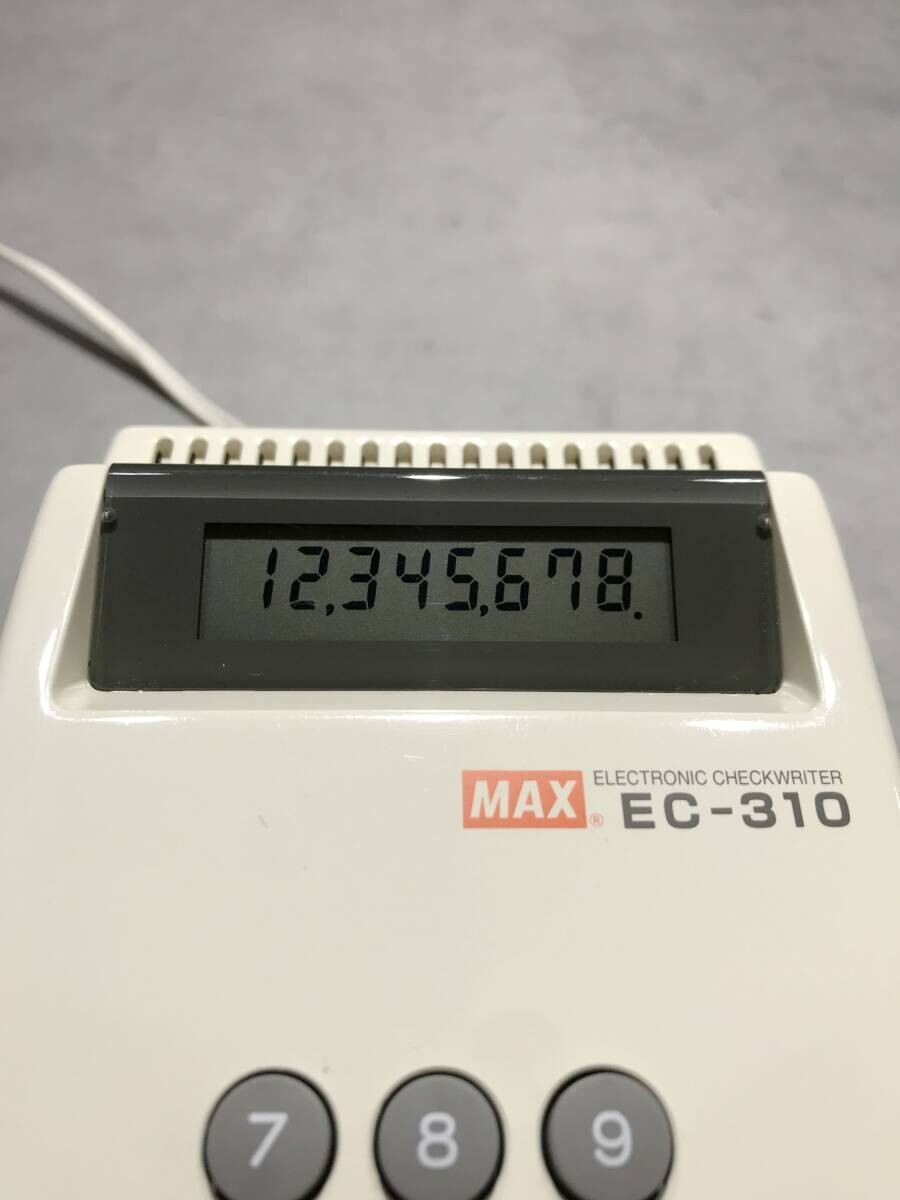 12,345,678.
MAX® ELECTRONIC CHECKWRITER
EC-310
7 8 9